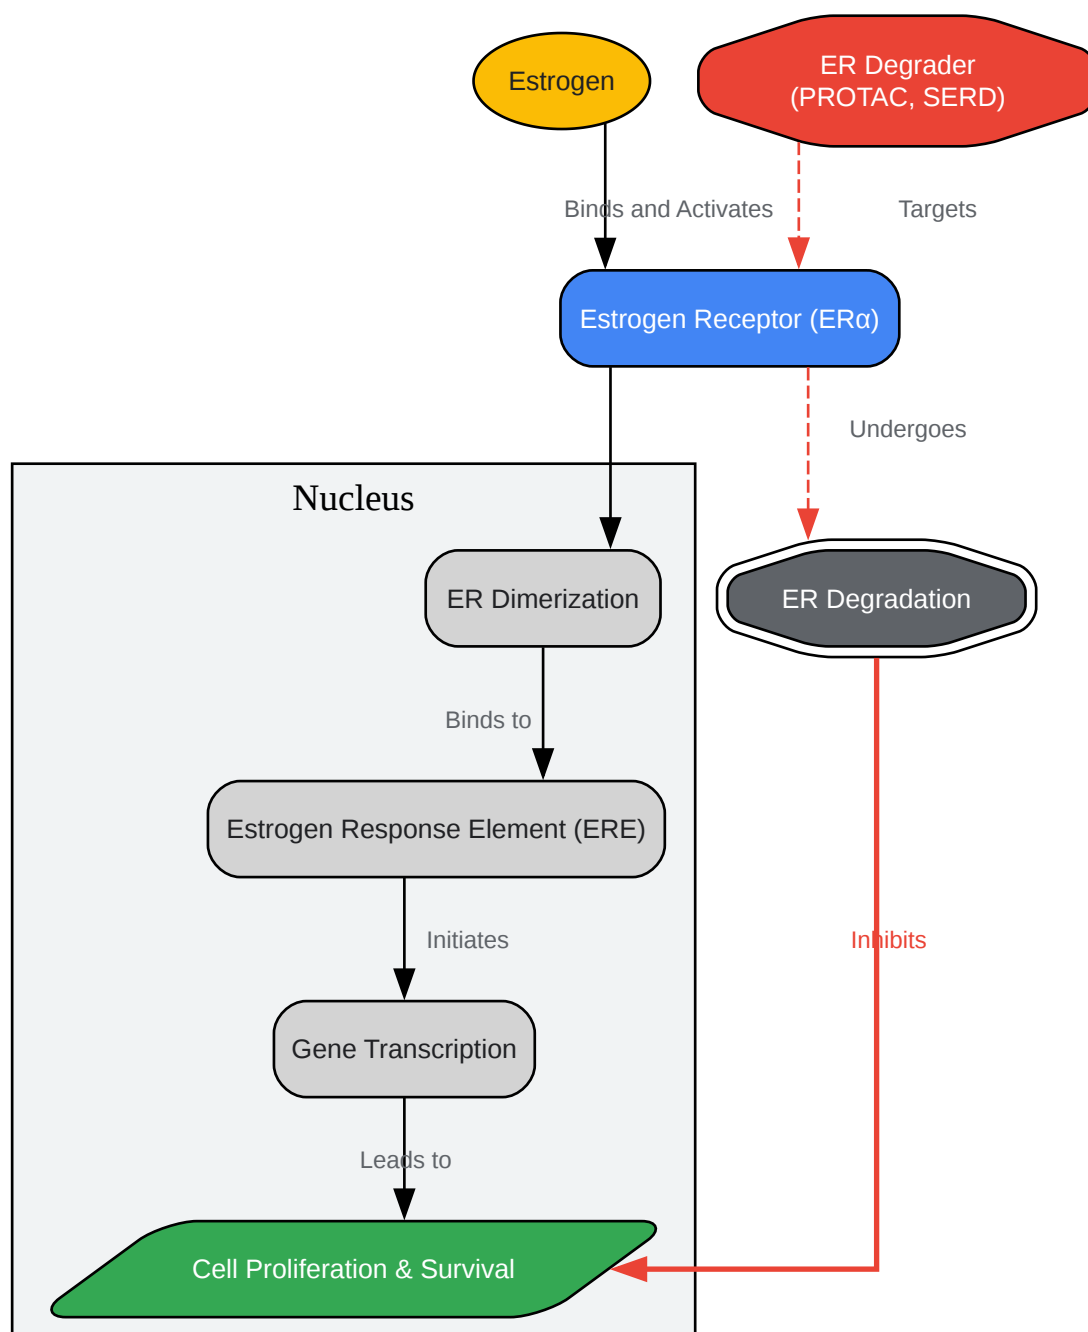 Estrogen
ER Degrader
(PROTAC, SERD)
Binds and Activates
Targets
Estrogen Receptor (ERα)
Undergoes
Nucleus
ER Dimerization
ER Degradation
Binds to
Estrogen Response Element (ERE)
Initiates
Inhibits
Gene Transcription
Leads to
Cell Proliferation & Survival